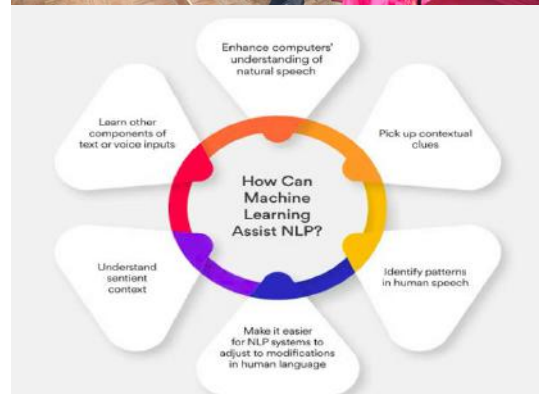 Enhance computers'
understanding of
natural speech
Learn other
components of
text or voice inputs
Pick up contextual
clues
How Can
Machine
Learning
Assist NLP?
Understand
sentient
context
Identify patterns
in human speech
Make it easier
for NLP systems to
adjust to modifications
in human language